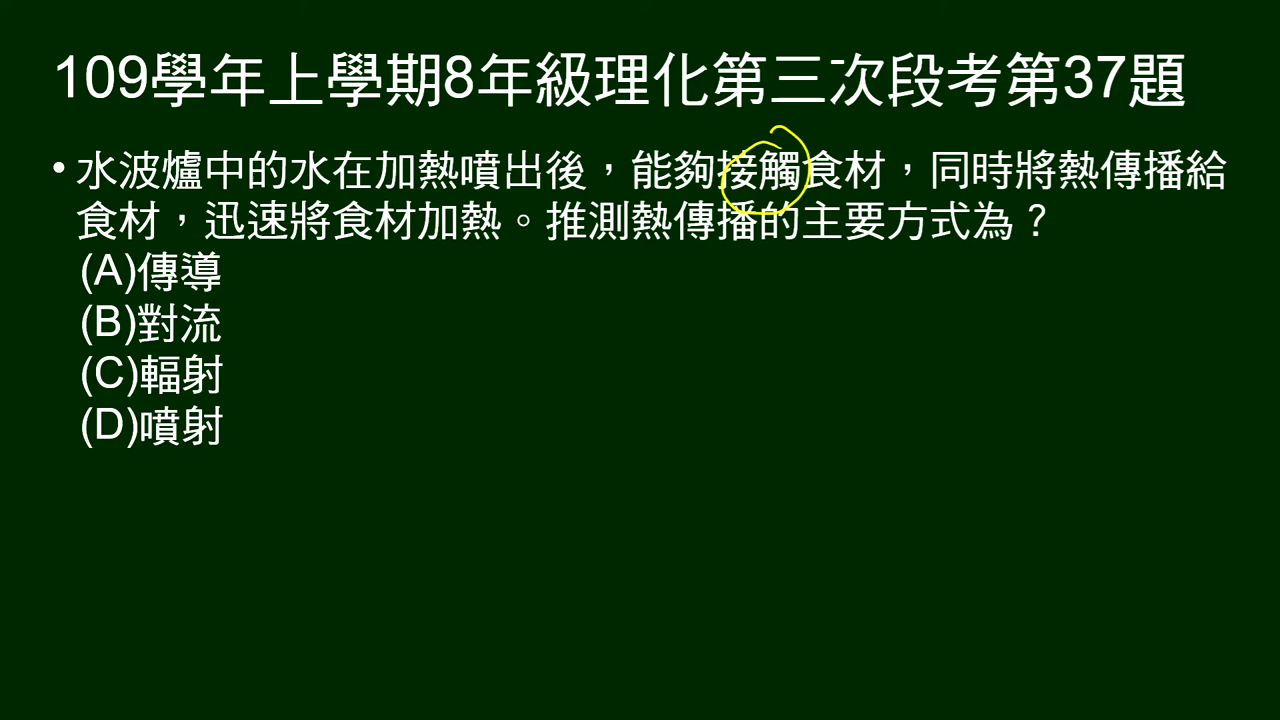 109學年上學期8年級理化第三次段考第37題
• 水波爐中的水在加熱噴出後，能夠接觸食材，同時將熱傳播給
食材，迅速將食材加熱。推測熱傳播的主要方式為？
(A)傳導
(B)對流
(C)輻射
(D)噴射